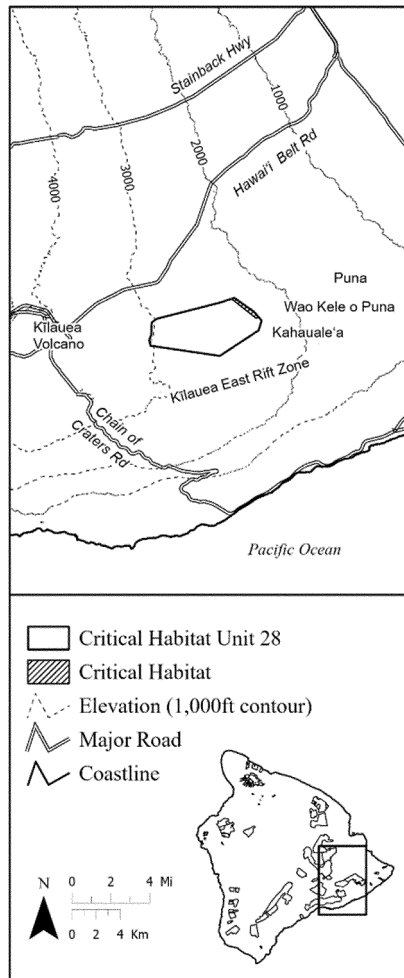 Stainback Hwy
1000
2000
Hawai‘i Belt Rd
3000
4000
Puna
Wao Kele o Puna
Kīlauea
Volcano
Kahauale‘a
Kīlauea East Rift Zone
Chain of
Craters Rd
Pacific Ocean
Critical Habitat Unit 28
Critical Habitat
Elevation (1,000ft contour)
Major Road
Coastline
N
0 2 4 Mi
0 2 4 Km